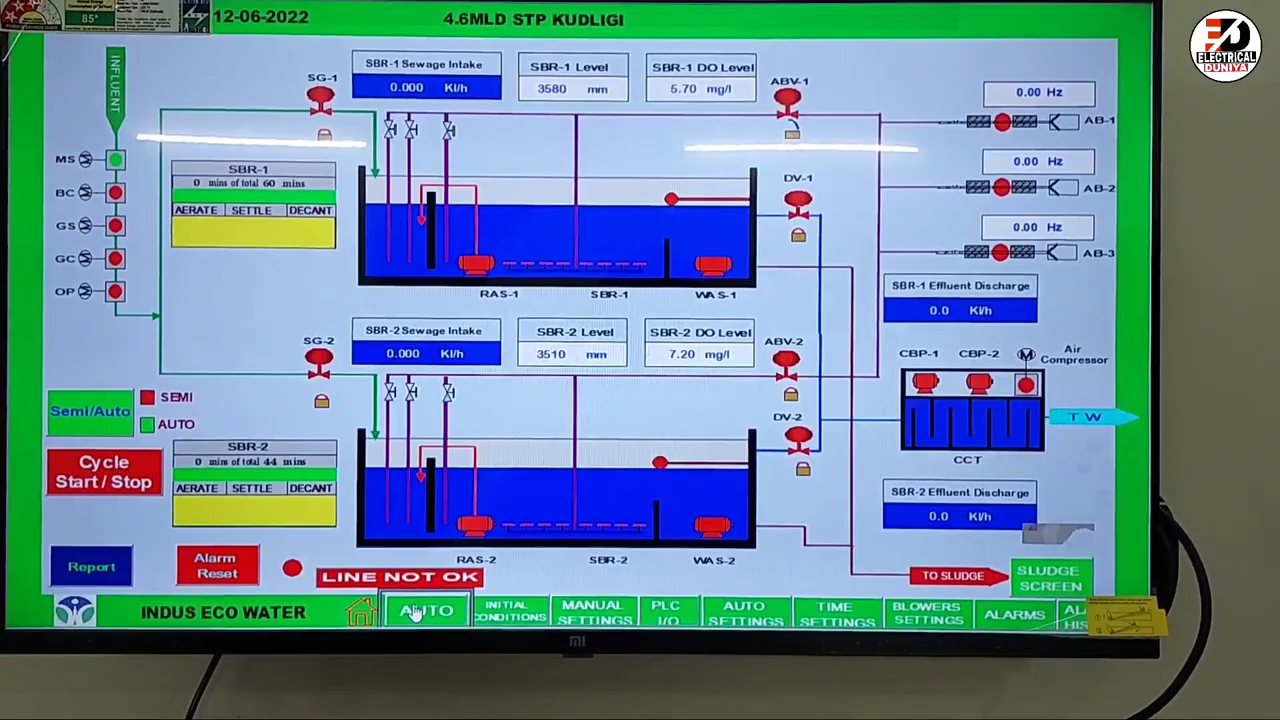 12-06-2022
4.6MLD STP KUDLIGI
85°
ELECTRICAL
DUNIYA
INFLUENT
SG-1
SBR-1 Sewage Intake
0.000 Kl/h
SBR-1 Level
3580 mm
SBR-1 DO Level
5.70 mg/l
ABV-1
0.00 Hz
AB-1
MS
BC
GS
GC
OP
SBR-1
0 mins of total 60 mins
AERATE SETTLE DECANT
DV-1
0.00 Hz
AB-2
0.00 Hz
AB-3
RAS-1 SBR-1 WAS-1
SBR-1 Effluent Discharge
0.0 Kl/h
SG-2
SBR-2 Sewage Intake
0.000 Kl/h
SBR-2 Level
3510 mm
SBR-2 DO Level
7.20 mg/l
ABV-2
CBP-1 CBP-2
M
Air
Compressor
Semi/Auto
SEMI
AUTO
DV-2
T W
CCT
Cycle
Start / Stop
SBR-2
0 mins of total 44 mins
AERATE SETTLE DECANT
SBR-2 Effluent Discharge
0.0 Kl/h
Report
Alarm
Reset
LINE NOT OK
RAS-2 SBR-2 WAS-2
TO SLUDGE
SLUDGE
SCREEN
INDUS ECO WATER
AUTO
INITIAL
CONDITIONS
MANUAL
SETTINGS
PLC
I/O
AUTO
SETTINGS
TIME
SETTINGS
BLOWERS
SETTINGS
ALARMS
mi